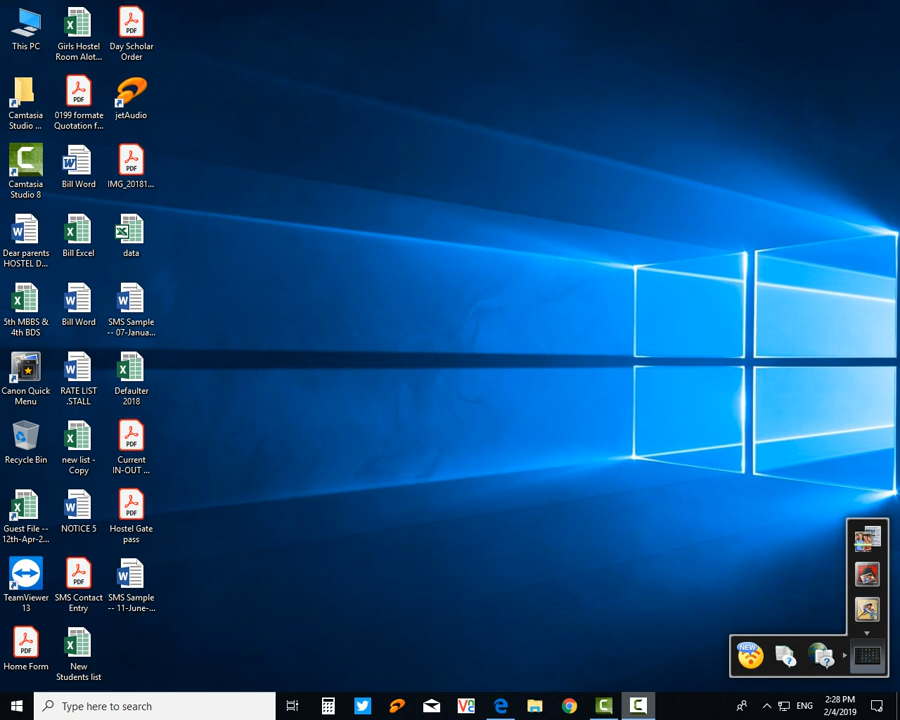 This PC
Girls Hostel
Room Alot...
Day Scholar
Order
Camtasia
Studio ...
0199 formate
Quotation f...
jetAudio
Camtasia
Studio 8
Bill Word
IMG_20181...
Dear parents
HOSTEL D...
Bill Excel
data
5th MBBS &
4th BDS
Bill Word
SMS Sample
-- 07-Janua...
Canon Quick
Menu
RATE LIST
.STALL
Defaulter
2018
Recycle Bin
new list -
Copy
Current
IN-OUT ...
Guest File --
12th-Apr-2...
NOTICE 5
Hostel Gate
pass
TeamViewer
13
SMS Contact
Entry
SMS Sample
-- 11-June-...
Home Form
New
Students list
NEW
Type here to search
ENG
2:28 PM
2/4/2019